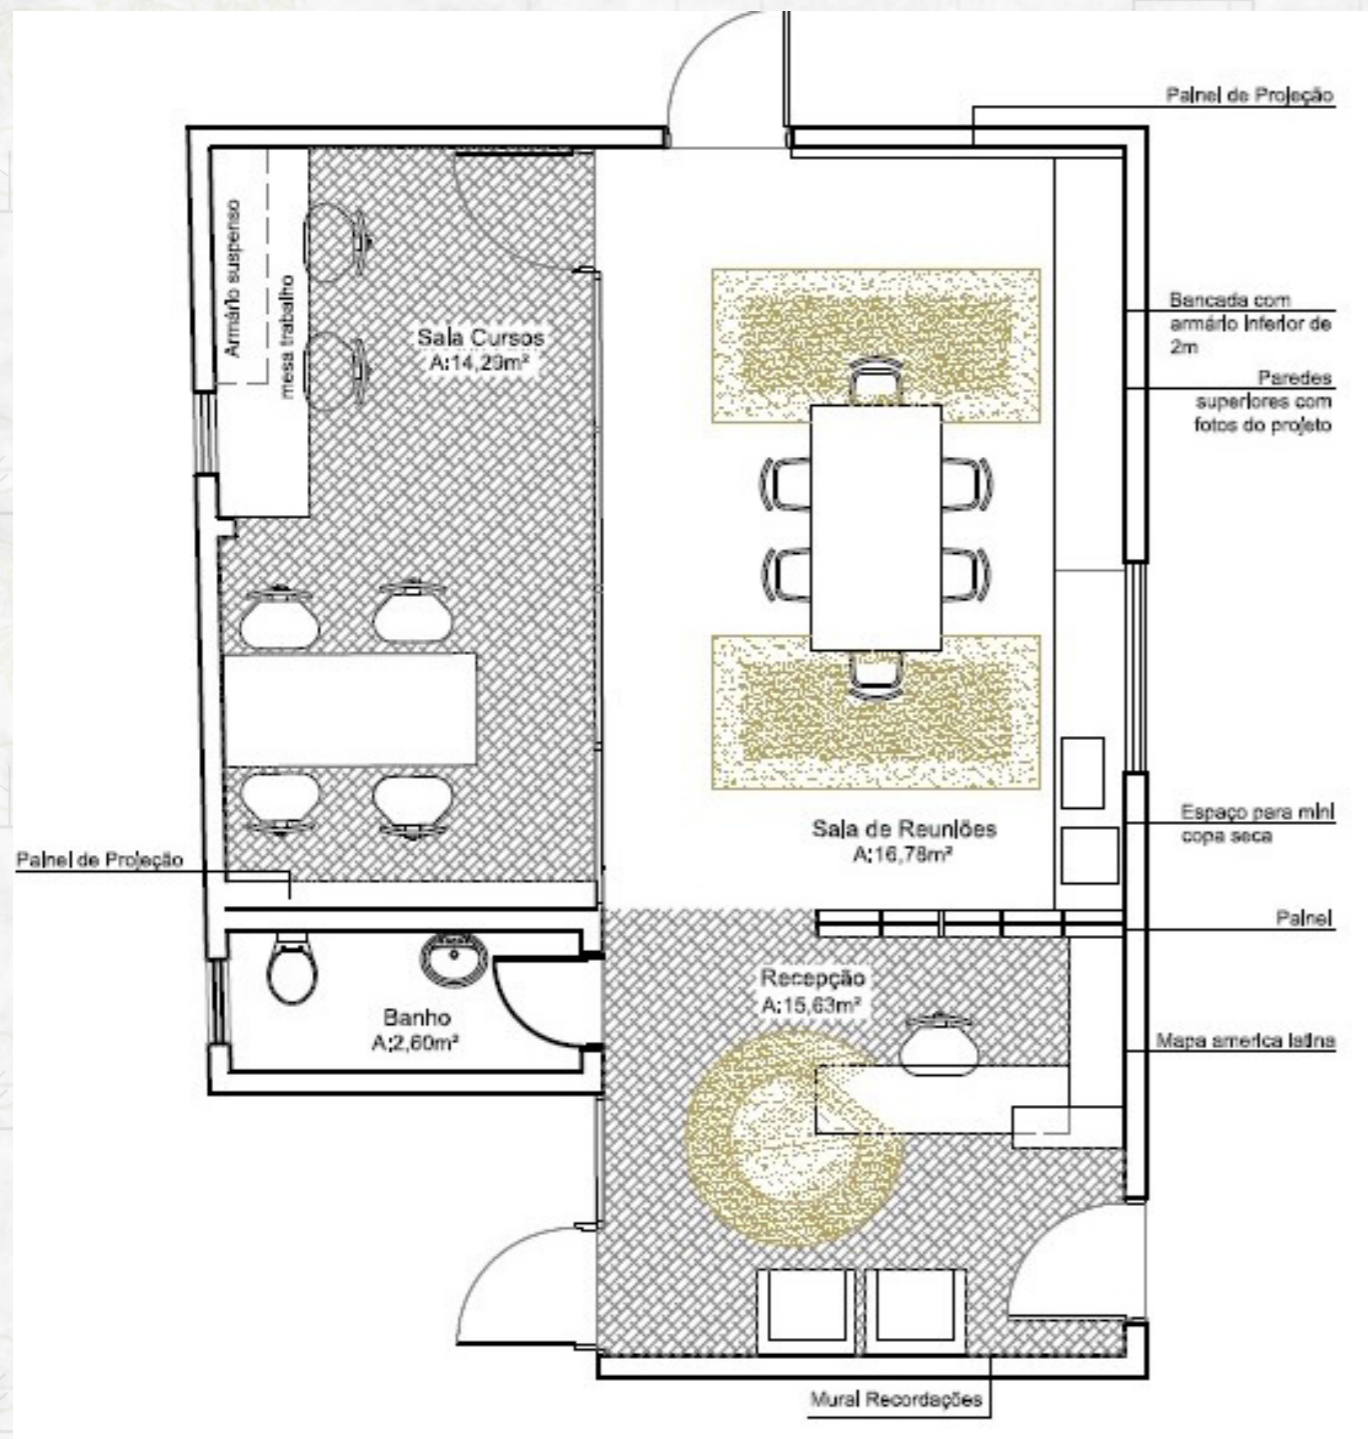 Painel de Projeção
Armário suspenso
mesa trabalho
Sala Cursos
A:14,29m²
Bancada com
armário inferior de
2m
Paredes
superiores com
fotos do projeto
Sala de Reuniões
A:16,78m²
Espaço para mini
copa seca
Painel de Projeção
Painel
Recepção
A:15,63m²
Banho
A:2,60m²
Mapa america latina
Mural Recordações